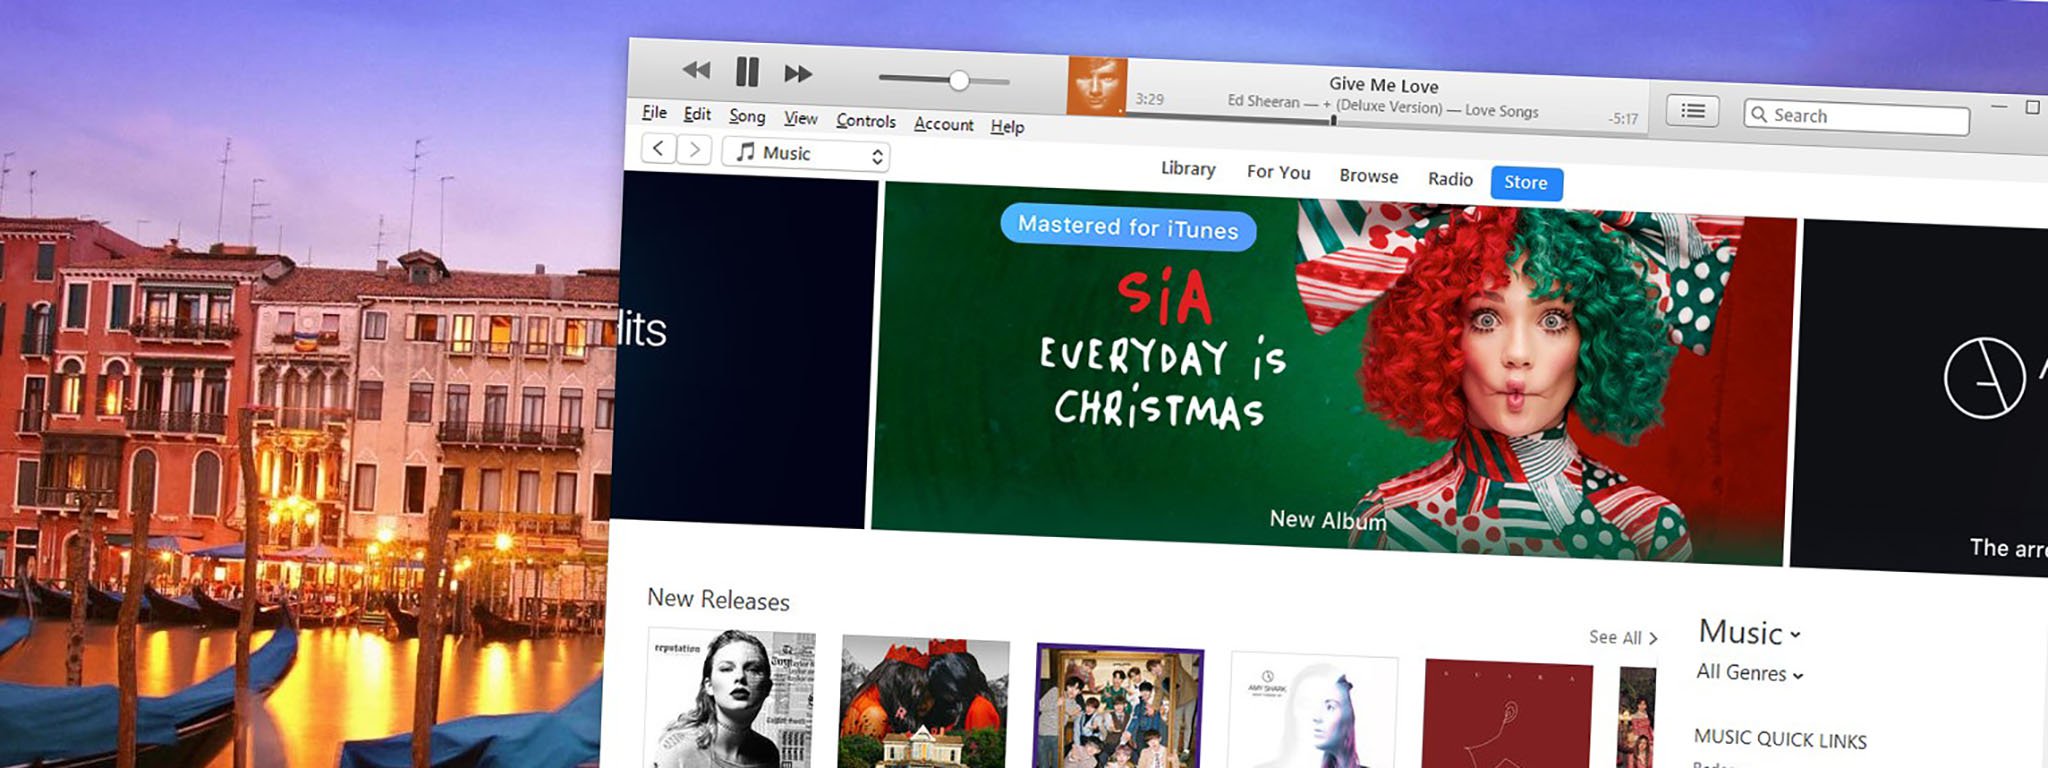 Give Me Love
3:29
Ed Sheeran — + (Deluxe Version) — Love Songs
-5:17
Search
File Edit Song View Controls Account Help
Music
Library For You Browse Radio Store
Mastered for iTunes
SiA
EVERYDAY iS
CHRiSTMAS
New Album
lits
The arr
New Releases
See All
Music
All Genres
MUSIC QUICK LINKS
reputation
AMY SHARK
SUARA